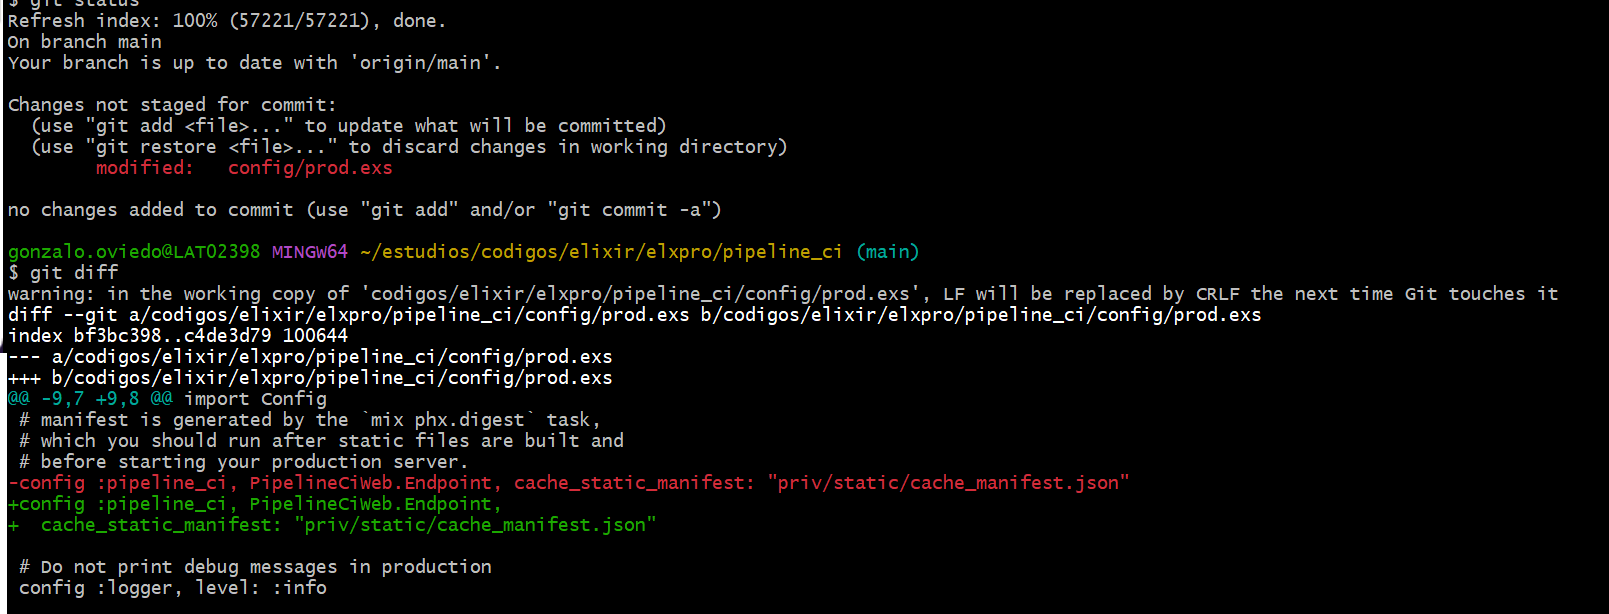 $ git status
Refresh index: 100% (57221/57221), done.
On branch main
Your branch is up to date with 'origin/main'.
Changes not staged for commit:
  (use "git add <file>..." to update what will be committed)
  (use "git restore <file>..." to discard changes in working directory)
        modified:   config/prod.exs
no changes added to commit (use "git add" and/or "git commit -a")
gonzalo.oviedo@LAT02398 MINGW64 ~/estudios/codigos/elixir/elxpro/pipeline_ci (main)
$ git diff
warning: in the working copy of 'codigos/elixir/elxpro/pipeline_ci/config/prod.exs', LF will be replaced by CRLF the next time Git touches it
diff --git a/codigos/elixir/elxpro/pipeline_ci/config/prod.exs b/codigos/elixir/elxpro/pipeline_ci/config/prod.exs
index bf3bc398..c4de3d79 100644
--- a/codigos/elixir/elxpro/pipeline_ci/config/prod.exs
+++ b/codigos/elixir/elxpro/pipeline_ci/config/prod.exs
@@ -9,7 +9,8 @@ import Config
 # manifest is generated by the `mix phx.digest` task,
 # which you should run after static files are built and
 # before starting your production server.
-config :pipeline_ci, PipelineCiWeb.Endpoint, cache_static_manifest: "priv/static/cache_manifest.json"
+config :pipeline_ci, PipelineCiWeb.Endpoint,
+  cache_static_manifest: "priv/static/cache_manifest.json"
 # Do not print debug messages in production
 config :logger, level: :info